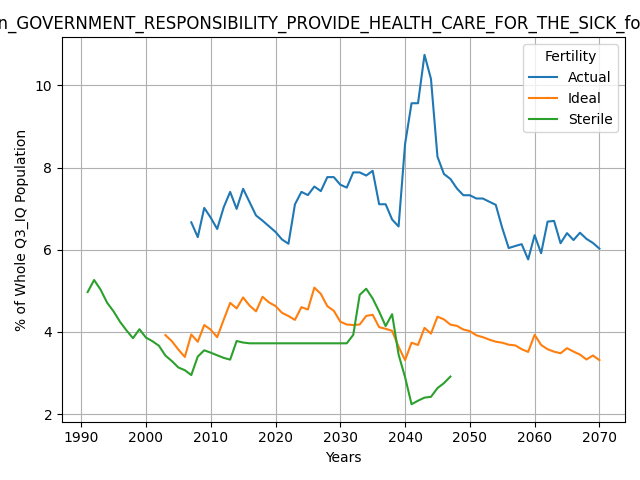 n_GOVERNMENT_RESPONSIBILITY_PROVIDE_HEALTH_CARE_FOR_THE_SICK_fo
Fertility
Actual
Ideal
Sterile
% of Whole Q3_IQ Population
10
8
6
4
2
1990 2000 2010 2020 2030 2040 2050 2060 2070
Years